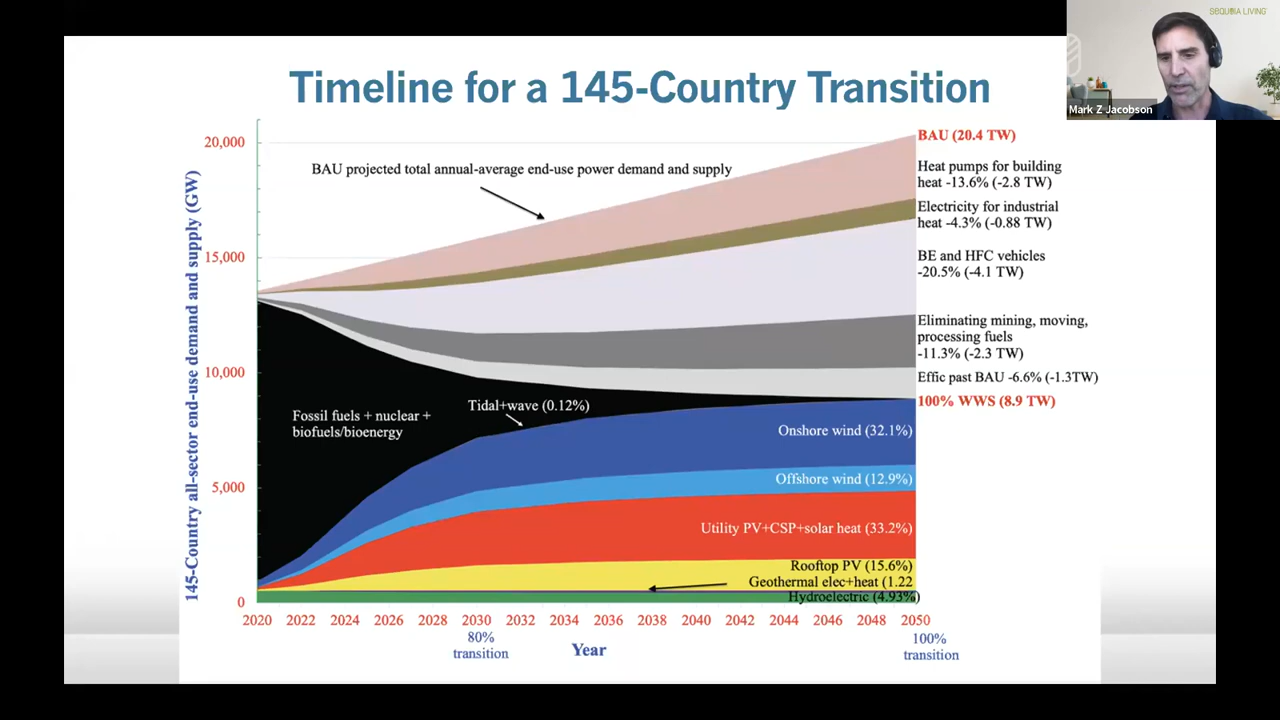 SEQUOIA LIVING
Mark Z Jacobson
Timeline for a 145-Country Transition
145-Country all-sector end-use demand and supply (GW)
20,000
15,000
10,000
5,000
0
BAU projected total annual-average end-use power demand and supply
Fossil fuels + nuclear +
biofuels/bioenergy
Tidal+wave (0.12%)
Onshore wind (32.1%)
Offshore wind (12.9%)
Utility PV+CSP+solar heat (33.2%)
Rooftop PV (15.6%)
Geothermal elec+heat (1.22
Hydroelectric (4.93%)
BAU (20.4 TW)
Heat pumps for building
heat -13.6% (-2.8 TW)
Electricity for industrial
heat -4.3% (-0.88 TW)
BE and HFC vehicles
-20.5% (-4.1 TW)
Eliminating mining, moving,
processing fuels
-11.3% (-2.3 TW)
Effic past BAU -6.6% (-1.3TW)
100% WWS (8.9 TW)
2020 2022 2024 2026 2028 2030 2032 2034 2036 2038 2040 2042 2044 2046 2048 2050
80%
transition
Year
100%
transition